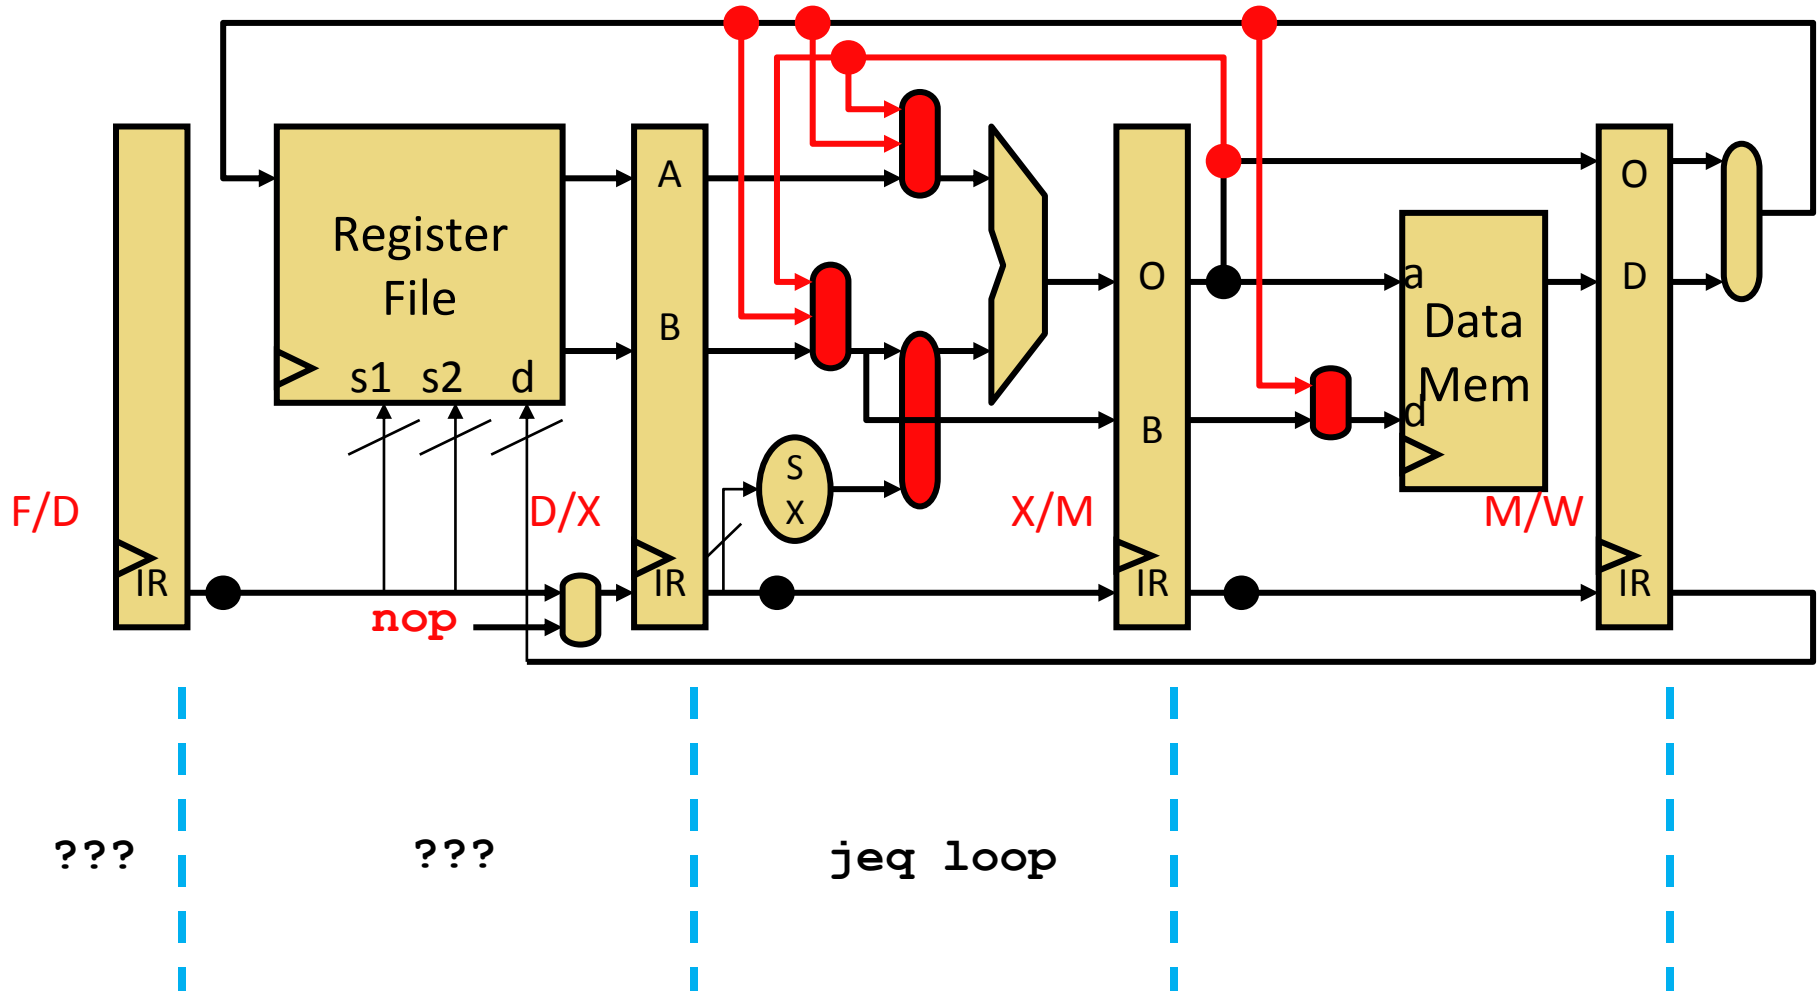 Register
File
s1 s2 d
A
B
S
X
O
B
a
Data
Mem
d
O
D
F/D
D/X
X/M
M/W
IR
IR
IR
IR
nop
???
???
jeq loop